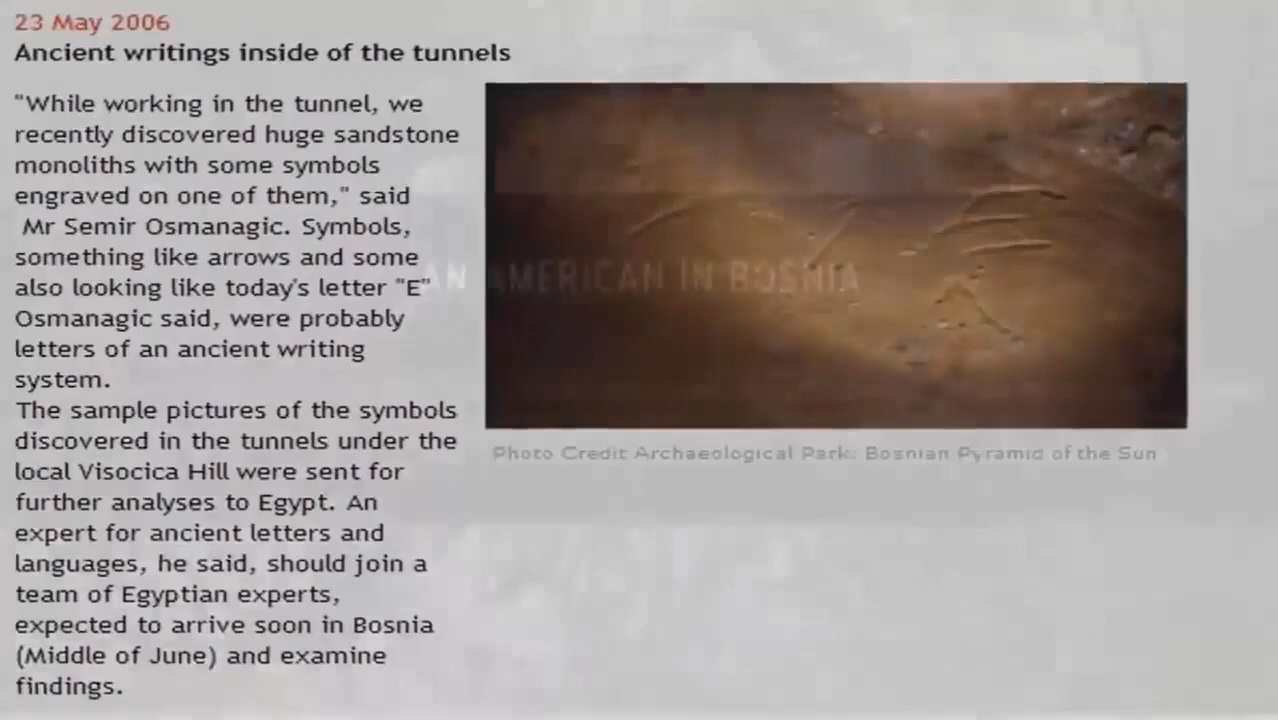 23 May 2006
Ancient writings inside of the tunnels
"While working in the tunnel, we
recently discovered huge sandstone
monoliths with some symbols
engraved on one of them," said
Mr Semir Osmanagic. Symbols,
something like arrows and some
also looking like today's letter "E"
Osmanagic said, were probably
letters of an ancient writing
system.
The sample pictures of the symbols
discovered in the tunnels under the
local Visocica Hill were sent for
further analyses to Egypt. An
expert for ancient letters and
languages, he said, should join a
team of Egyptian experts,
expected to arrive soon in Bosnia
(Middle of June) and examine
findings.
AN AMERICAN IN BOSNIA
Photo Credit Archaeological Park: Bosnian Pyramid of the Sun